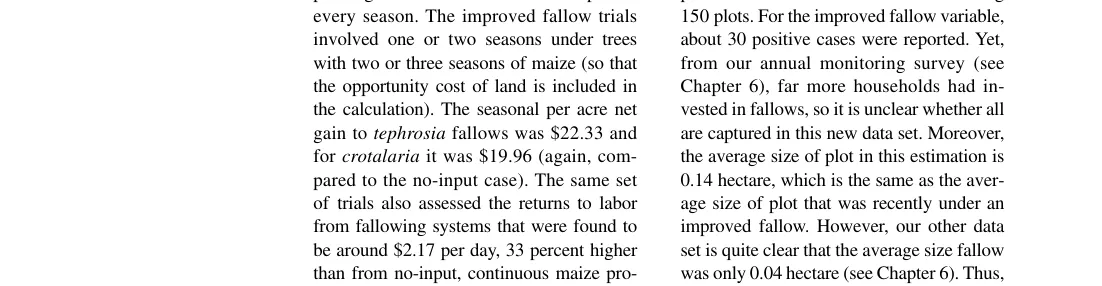 every season. The improved fallow trials
involved one or two seasons under trees
with two or three seasons of maize (so that
the opportunity cost of land is included in
the calculation). The seasonal per acre net
gain to tephrosia fallows was $22.33 and
for crotalaria it was $19.96 (again, com-
pared to the no-input case). The same set
of trials also assessed the returns to labor
from fallowing systems that were found to
be around $2.17 per day, 33 percent higher
than from no-input, continuous maize pro-
150 plots. For the improved fallow variable,
about 30 positive cases were reported. Yet,
from our annual monitoring survey (see
Chapter 6), far more households had in-
vested in fallows, so it is unclear whether all
are captured in this new data set. Moreover,
the average size of plot in this estimation is
0.14 hectare, which is the same as the aver-
age size of plot that was recently under an
improved fallow. However, our other data
set is quite clear that the average size fallow
was only 0.04 hectare (see Chapter 6). Thus,